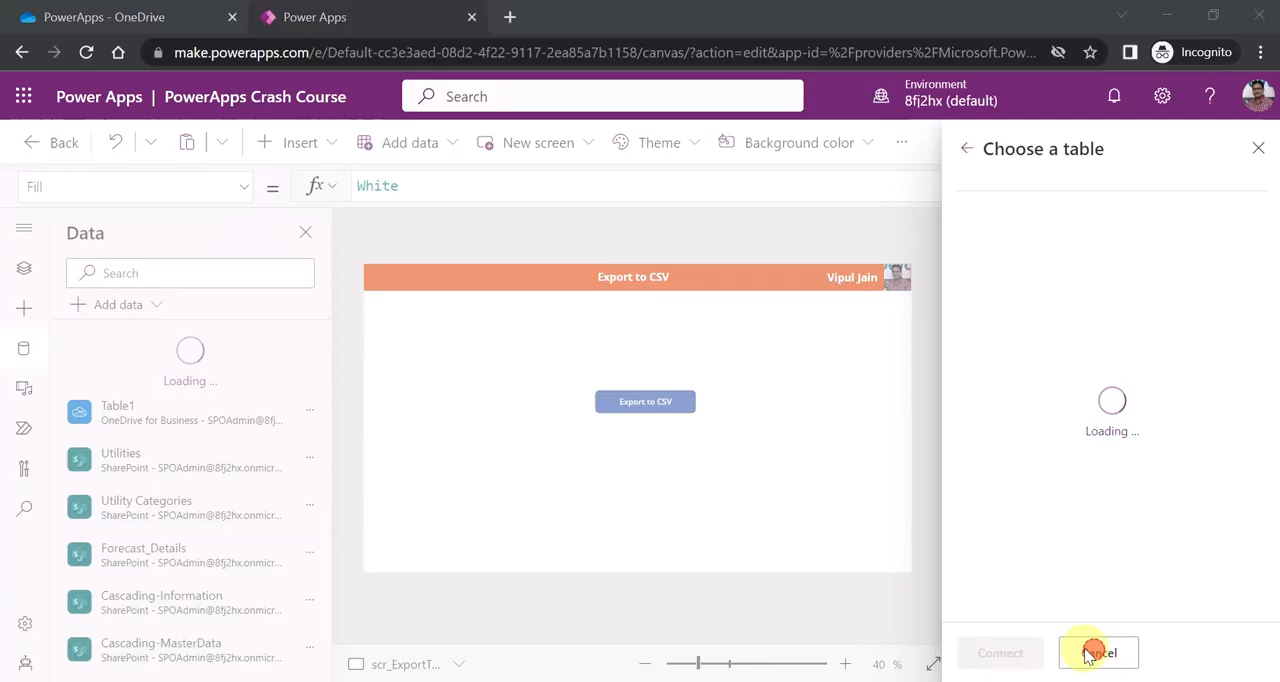 PowerApps - OneDrive
Power Apps
make.powerapps.com/e/Default-cc3e3aed-08d2-4f22-9117-2ea85a7b1158/canvas/?action=edit&app-id=%2Fproviders%2FMicrosoft.Pow...
Incognito
Power Apps | PowerApps Crash Course
Search
Environment
8fj2hx (default)
Back
Insert
Add data
New screen
Theme
Background color
...
Fill
=
fx
White
Choose a table
Data
Search
Add data
Loading ...
Table1
OneDrive for Business - SPOAdmin@8fj...
Utilities
SharePoint - SPOAdmin@8fj2hx.onmicr...
Utility Categories
SharePoint - SPOAdmin@8fj2hx.onmicr...
Forecast_Details
SharePoint - SPOAdmin@8fj2hx.onmicr...
Cascading-Information
SharePoint - SPOAdmin@8fj2hx.onmicr...
Cascading-MasterData
SharePoint - SPOAdmin@8fj2hx.onmicr...
Export to CSV
Vipul Jain
Export to CSV
Loading ...
scr_ExportT...
40 %
Connect
Cancel